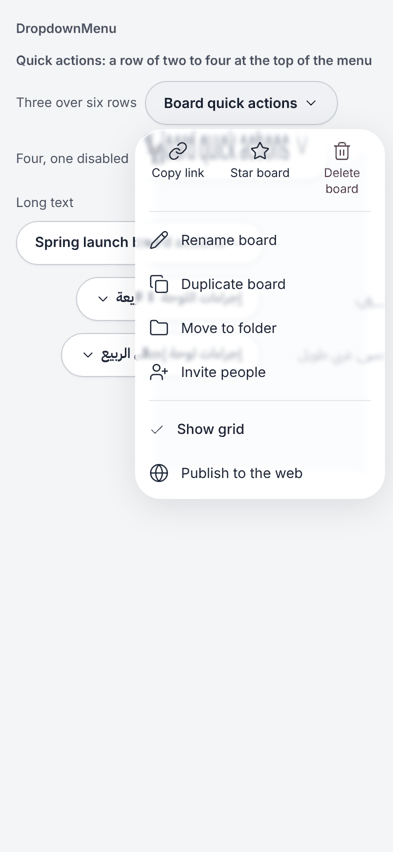 DropdownMenu
Quick actions: a row of two to four at the top of the menu
Three over six rows
Board quick actions
Four, one disabled
Copy link
Star board
Delete
board
Long text
Spring launch
Rename board
Duplicate board
Move to folder
Invite people
Show grid
Publish to the web
الربيع